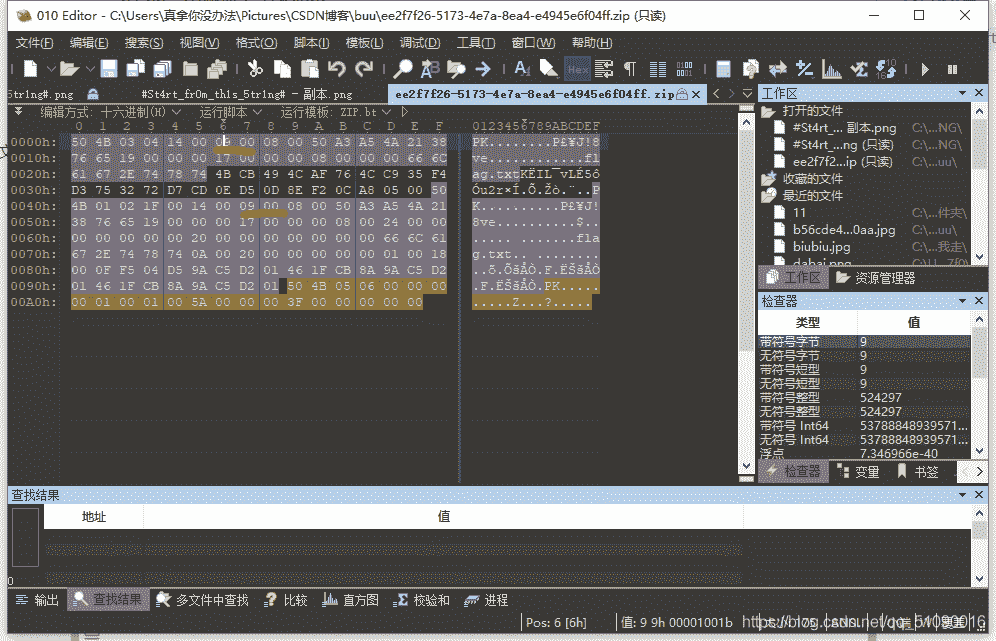 010 Editor - C:\Users\真拿你没办法\Pictures\CSDN博客\buu\ee2f7f26-5173-4e7a-8ea4-e4945e6f04ff.zip (只读)
文件(F) 编辑(E) 搜索(S) 视图(V) 格式(O) 脚本(I) 模板(L) 调试(D) 工具(T) 窗口(W) 帮助(H)
5tr1ng#.png #St4rt_fr0m_th1s_5tr1ng# - 副本.png ee2f7f26-5173-4e7a-8ea4-e4945e6f04ff.zip
编辑方式: 十六进制(H) 运行脚本 运行模板: ZIP.bt
0 1 2 3 4 5 6 7 8 9 A B C D E F 0123456789ABCDEF
0000h: 50 4B 03 04 14 00 00 08 00 50 A3 A5 4A 21 38 PK........P£¥J!8
0010h: 76 65 19 00 00 00 17 00 00 00 08 00 00 00 66 6C ve............fl
0020h: 61 67 2E 74 78 74 4B CB 49 4C AF 76 4C C9 35 F4 ag.txtKËIL¯vLÉ5ô
0030h: D3 75 32 72 D7 CD 0E D5 0D 8E F2 0C A8 05 00 50 Óu2r×Í.Õ.Žò.¨..P
0040h: 4B 01 02 1F 00 14 00 09 00 08 00 50 A3 A5 4A 21 K..........P£¥J!
0050h: 38 76 65 19 00 00 00 17 00 00 00 08 00 24 00 00 8ve..........$..
0060h: 00 00 00 00 00 20 00 00 00 00 00 00 00 66 6C 61 ..... .......fla
0070h: 67 2E 74 78 74 0A 00 20 00 00 00 00 00 01 00 18 g.txt.. ........
0080h: 00 0F F5 04 D5 9A C5 D2 01 46 1F CB 8A 9A C5 D2 ..õ.ÕšÅÒ.F.ËŠšÅÒ
0090h: 01 46 1F CB 8A 9A C5 D2 01 50 4B 05 06 00 00 00 .F.ËŠšÅÒ.PK.....
00A0h: 00 01 00 01 00 5A 00 00 00 3F 00 00 00 00 00 .....Z...?.....
工作区
打开的文件
#St4rt ... 副本.png C:\...NG\
#St4rt_...ng (只读) C:\...NG\
ee2f7f2...ip (只读) C:\...uu\
收藏的文件
最近的文件
11 C:\...件夹\
b56cde4...0aa.jpg C:\...uu\
biubiu.jpg C:\...我走\
工作区 资源管理器
检查器
类型 值
带符号字节 9
无符号字节 9
带符号短型 9
无符号短型 9
带符号整型 524297
无符号整型 524297
带符号 Int64 53788848939571...
无符号 Int64 53788848939571...
浮点 7.346966e-40
检查器 变量 书签
查找结果
地址 值
0
输出 查找结果 多文件中查找 比较 直方图 校验和 进程
Pos: 6 [6h] 值: 9 9h 00001001b